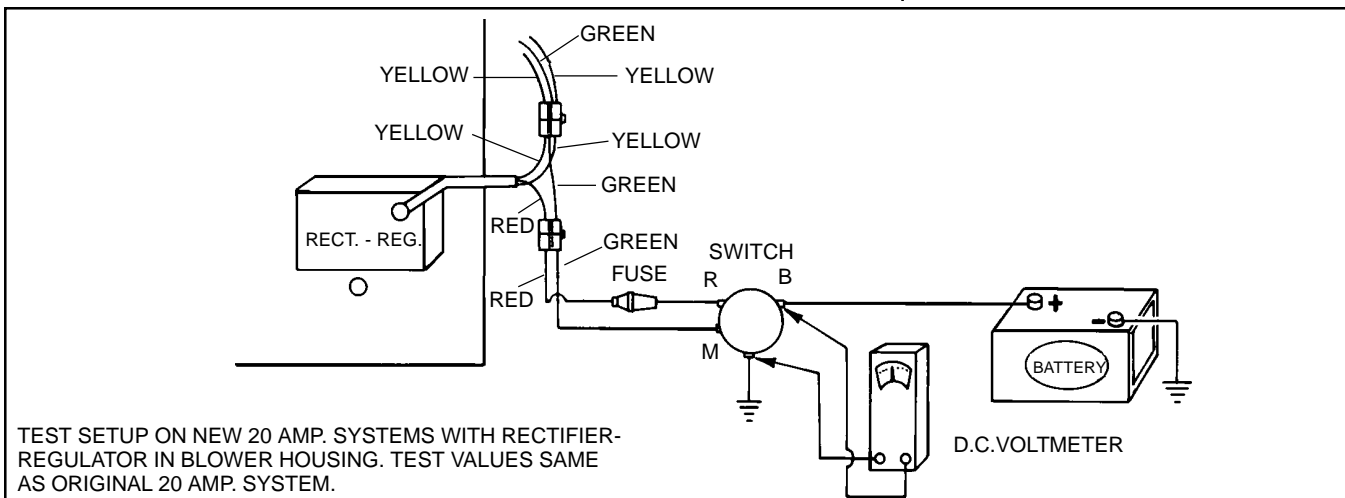 GREEN
YELLOW
YELLOW
YELLOW
YELLOW
GREEN
RED
RECT. - REG.
GREEN
SWITCH
FUSE
R
B
RED
M
+
-
BATTERY
D.C.VOLTMETER
TEST SETUP ON NEW 20 AMP. SYSTEMS WITH RECTIFIER-
REGULATOR IN BLOWER HOUSING. TEST VALUES SAME
AS ORIGINAL 20 AMP. SYSTEM.